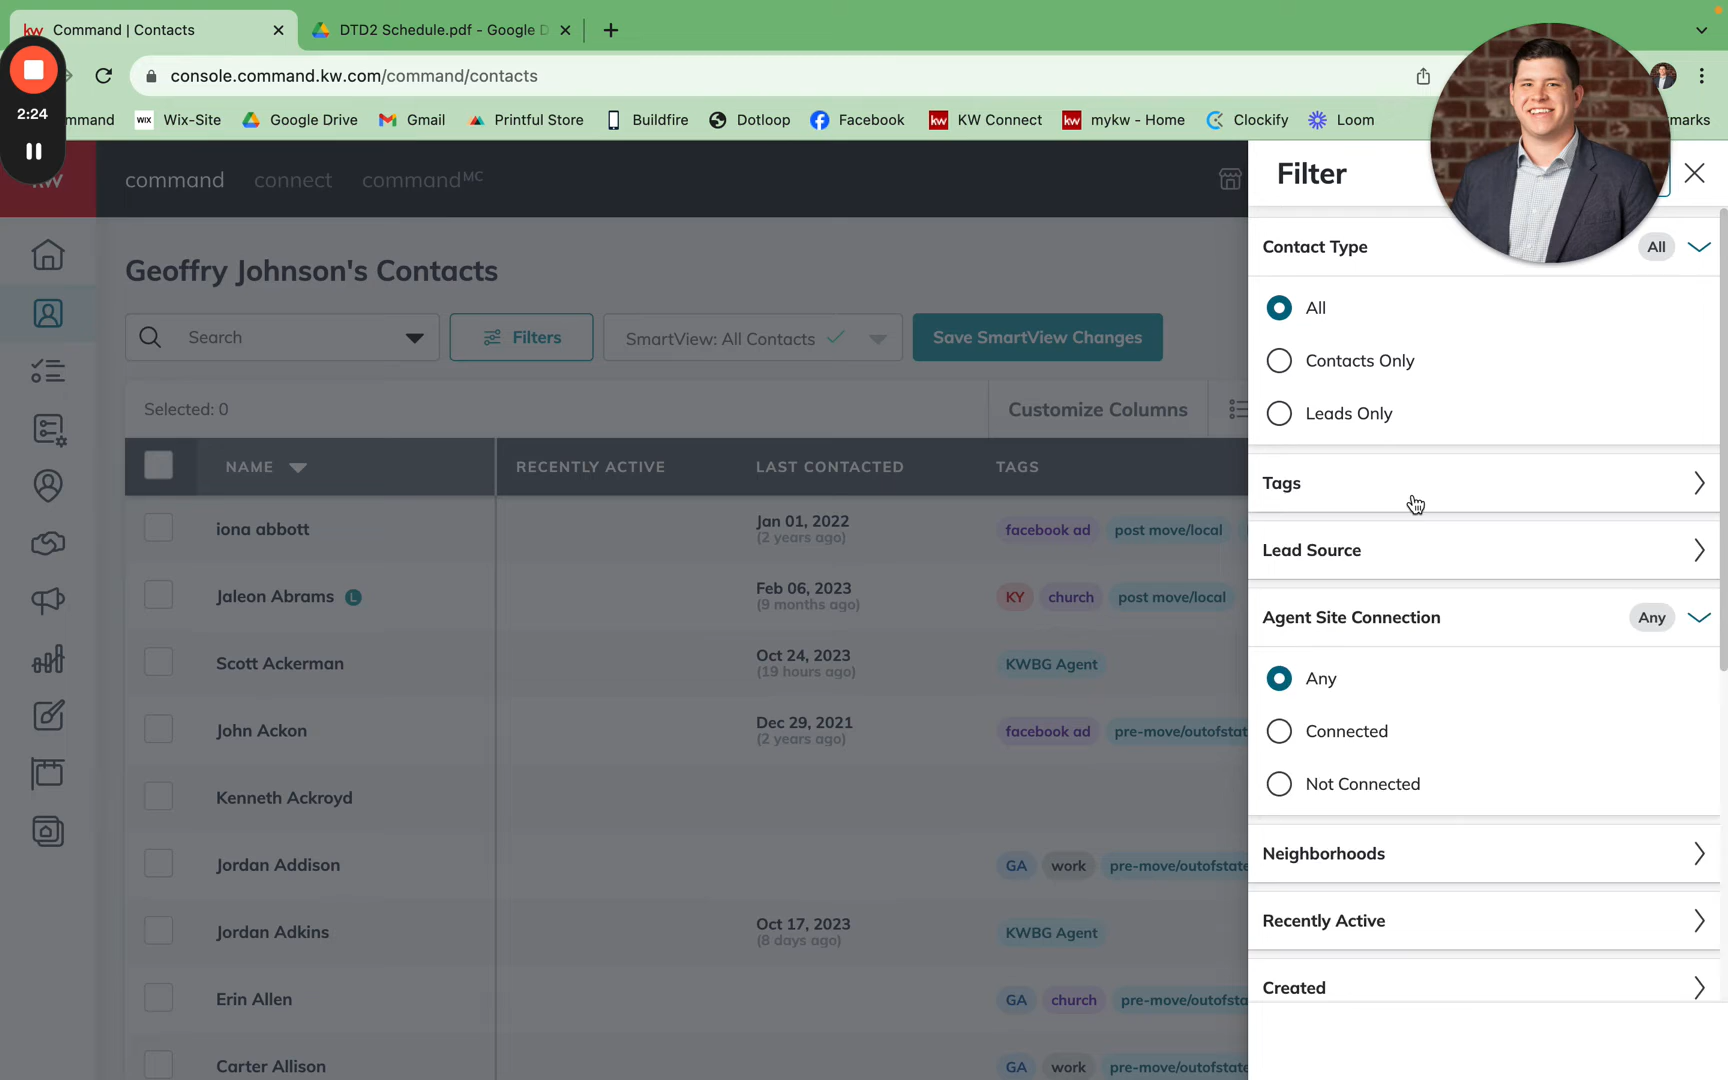 kw Command | Contacts
DTD2 Schedule.pdf - Google D
2:24
console.command.kw.com/command/contacts
mmand
WIX Wix-Site
Google Drive
Gmail
Printful Store
Buildfire
Dotloop
Facebook
kw KW Connect
kw mykw - Home
Clockify
Loom
marks
command connect commandMC
Geoffry Johnson's Contacts
Search
Filters
SmartView: All Contacts
Save SmartView Changes
Selected: 0
Customize Columns
NAME RECENTLY ACTIVE LAST CONTACTED TAGS
iona abbott
Jan 01, 2022
(2 years ago)
facebook ad post move/local
Jaleon Abrams L
Feb 06, 2023
(9 months ago)
KY church post move/local
Scott Ackerman
Oct 24, 2023
(19 hours ago)
KWBG Agent
John Ackon
Dec 29, 2021
(2 years ago)
facebook ad pre-move/outofstat
Kenneth Ackroyd
Jordan Addison
GA work pre-move/outofstate
Jordan Adkins
Oct 17, 2023
(8 days ago)
KWBG Agent
Erin Allen
GA church pre-move/outofsta
Carter Allison
GA work pre-move/outofstate
Filter
Contact Type All
All
Contacts Only
Leads Only
Tags
Lead Source
Agent Site Connection Any
Any
Connected
Not Connected
Neighborhoods
Recently Active
Created